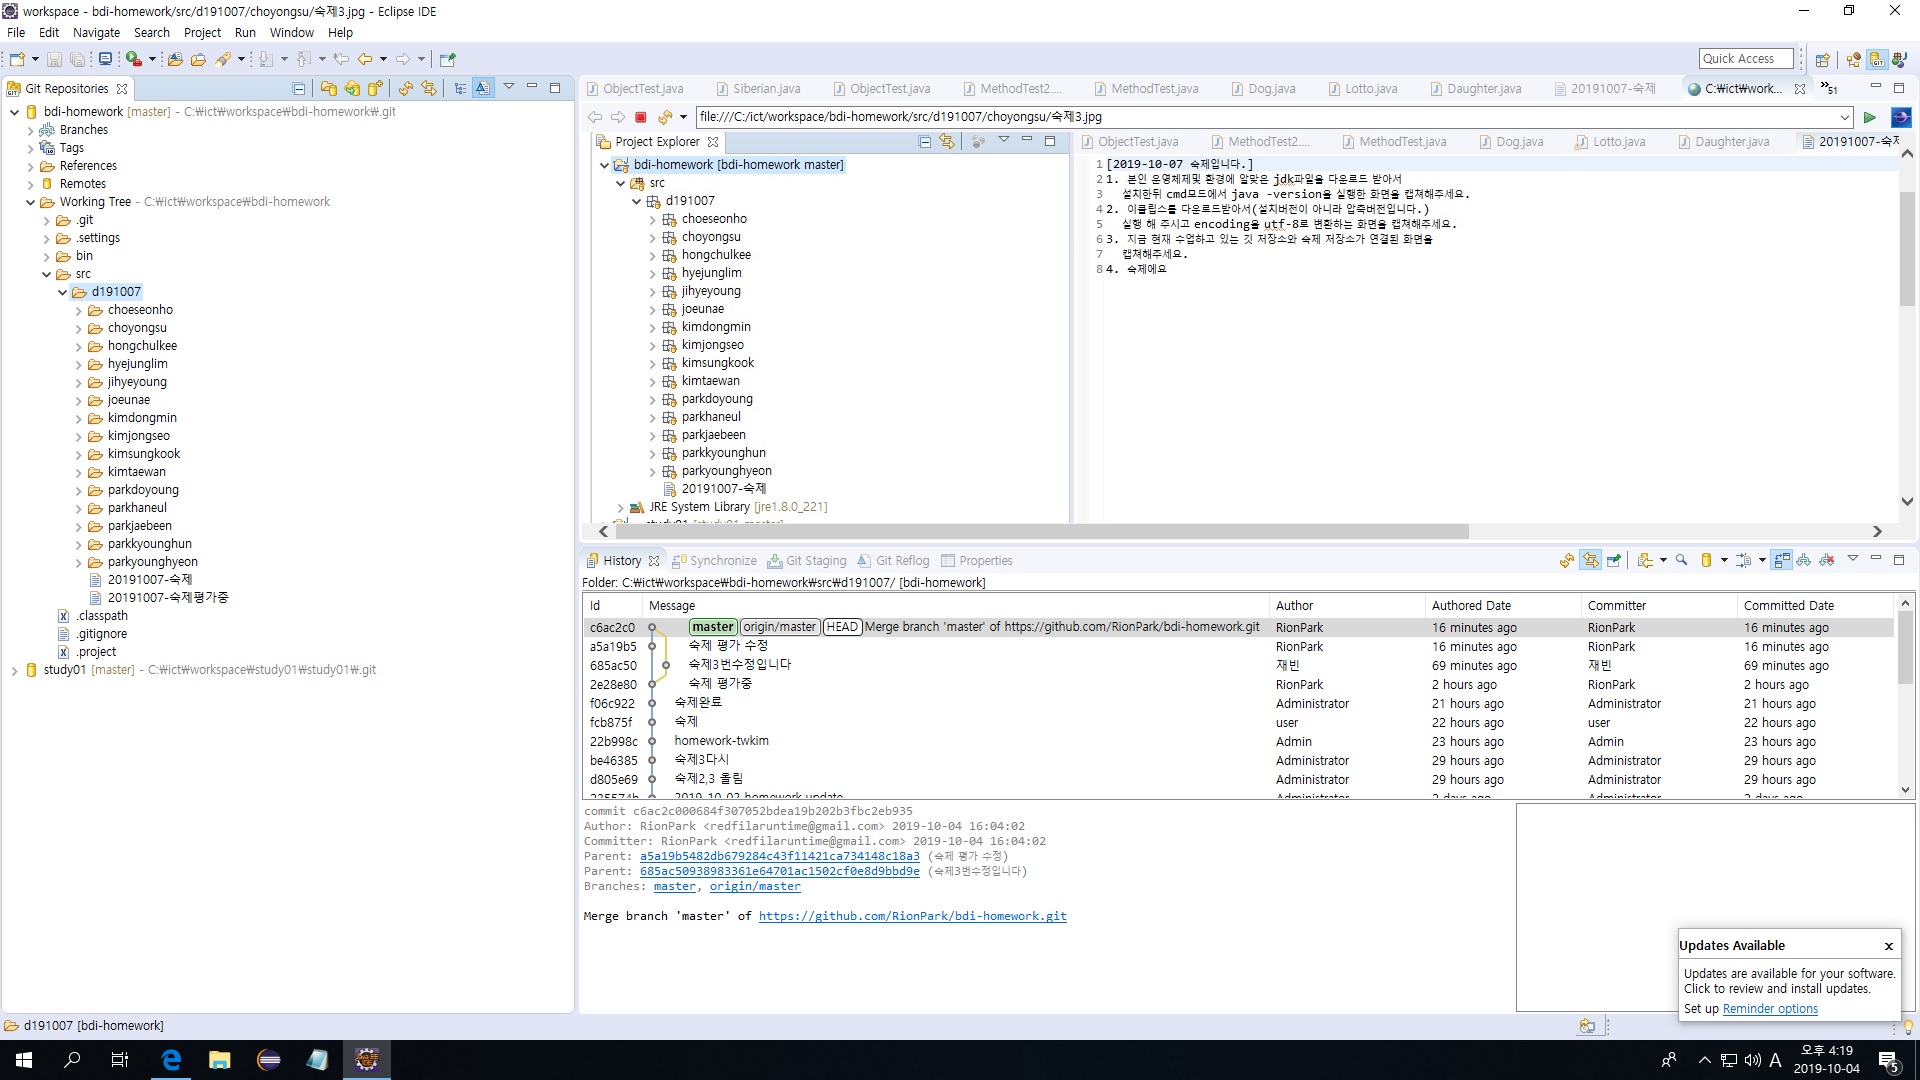 workspace - bdi-homework/src/d191007/choyongsu/숙제3.jpg - Eclipse IDE
File Edit Navigate Search Project Run Window Help
Quick Access
Git Repositories
bdi-homework [master] - C:₩ict₩workspace₩bdi-homework₩.git
Branches
Tags
References
Remotes
Working Tree - C:₩ict₩workspace₩bdi-homework
.git
.settings
bin
src
d191007
choeseonho
choyongsu
hongchulkee
hyejunglim
jihyeyoung
joeunae
kimdongmin
kimjongseo
kimsungkook
kimtaewan
parkdoyoung
parkhaneul
parkjaebeen
parkkyounghun
parkyounghyeon
20191007-숙제
20191007-숙제평가중
.classpath
.gitignore
.project
study01 [master] - C:₩ict₩workspace₩study01₩study01₩.git
ObjectTest.java Siberian.java ObjectTest.java MethodTest2.... MethodTest.java Dog.java Lotto.java Daughter.java 20191007-숙제 C:₩ict₩work... »51
file:///C:/ict/workspace/bdi-homework/src/d191007/choyongsu/숙제3.jpg
Project Explorer
bdi-homework [bdi-homework master]
src
d191007
choeseonho
choyongsu
hongchulkee
hyejunglim
jihyeyoung
joeunae
kimdongmin
kimjongseo
kimsungkook
kimtaewan
parkdoyoung
parkhaneul
parkjaebeen
parkkyounghun
parkyounghyeon
20191007-숙제
JRE System Library [jre1.8.0_221]
study01 [study01 master]
ObjectTest.java MethodTest2.... MethodTest.java Dog.java Lotto.java Daughter.java 20191007-숙제
1 [2019-10-07 숙제입니다.]
2 1. 본인 운영체제및 환경에 알맞은 jdk파일을 다운로드 받아서
3 설치한뒤 cmd모드에서 java -version을 실행한 화면을 캡쳐해주세요.
4 2. 이클립스를 다운로드받아서(설치버전이 아니라 압축버전입니다.)
5 실행 해 주시고 encoding을 utf-8로 변환하는 화면을 캡쳐해주세요.
6 3. 지금 현재 수업하고 있는 깃 저장소와 숙제 저장소가 연결된 화면을
7 캡쳐해주세요.
8 4. 숙제에요
History Synchronize Git Staging Git Reflog Properties
Folder: C:₩ict₩workspace₩bdi-homework₩src₩d191007/ [bdi-homework]
Id Message Author Authored Date Committer Committed Date
c6ac2c0 master origin/master HEAD Merge branch 'master' of https://github.com/RionPark/bdi-homework.git RionPark 16 minutes ago RionPark 16 minutes ago
a5a19b5 숙제 평가 수정 RionPark 16 minutes ago RionPark 16 minutes ago
685ac50 숙제3번수정입니다 재빈 69 minutes ago 재빈 69 minutes ago
2e28e80 숙제 평가중 RionPark 2 hours ago RionPark 2 hours ago
f06c922 숙제완료 Administrator 21 hours ago Administrator 21 hours ago
fcb875f 숙제 user 22 hours ago user 22 hours ago
22b998c homework-twkim Admin 23 hours ago Admin 23 hours ago
be46385 숙제3다시 Administrator 29 hours ago Administrator 29 hours ago
d805e69 숙제2,3 올림 Administrator 29 hours ago Administrator 29 hours ago
2019-10-02 homework update Administrator 2 days ago Administrator 2 days ago
commit c6ac2c000684f307052bdea19b202b3fbc2eb935
Author: RionPark <redfilaruntime@gmail.com> 2019-10-04 16:04:02
Committer: RionPark <redfilaruntime@gmail.com> 2019-10-04 16:04:02
Parent: a5a19b5482db679284c43f11421ca734148c18a3 (숙제 평가 수정)
Parent: 685ac50938983361e64701ac1502cf0e8d9bbd9e (숙제3번수정입니다)
Branches: master, origin/master
Merge branch 'master' of https://github.com/RionPark/bdi-homework.git
Updates Available
Updates are available for your software.
Click to review and install updates.
Set up Reminder options
d191007 [bdi-homework]
A
오후 4:19
2019-10-04
5